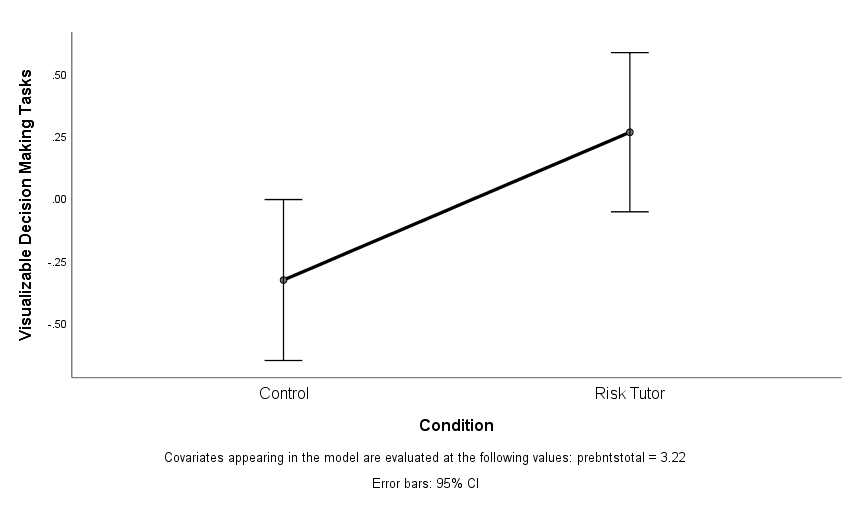 Visualizable Decision Making Tasks
.50
.25
.00
-.25
-.50
Control
Risk Tutor
Condition
Covariates appearing in the model are evaluated at the following values: prebntstotal = 3.22
Error bars: 95% CI